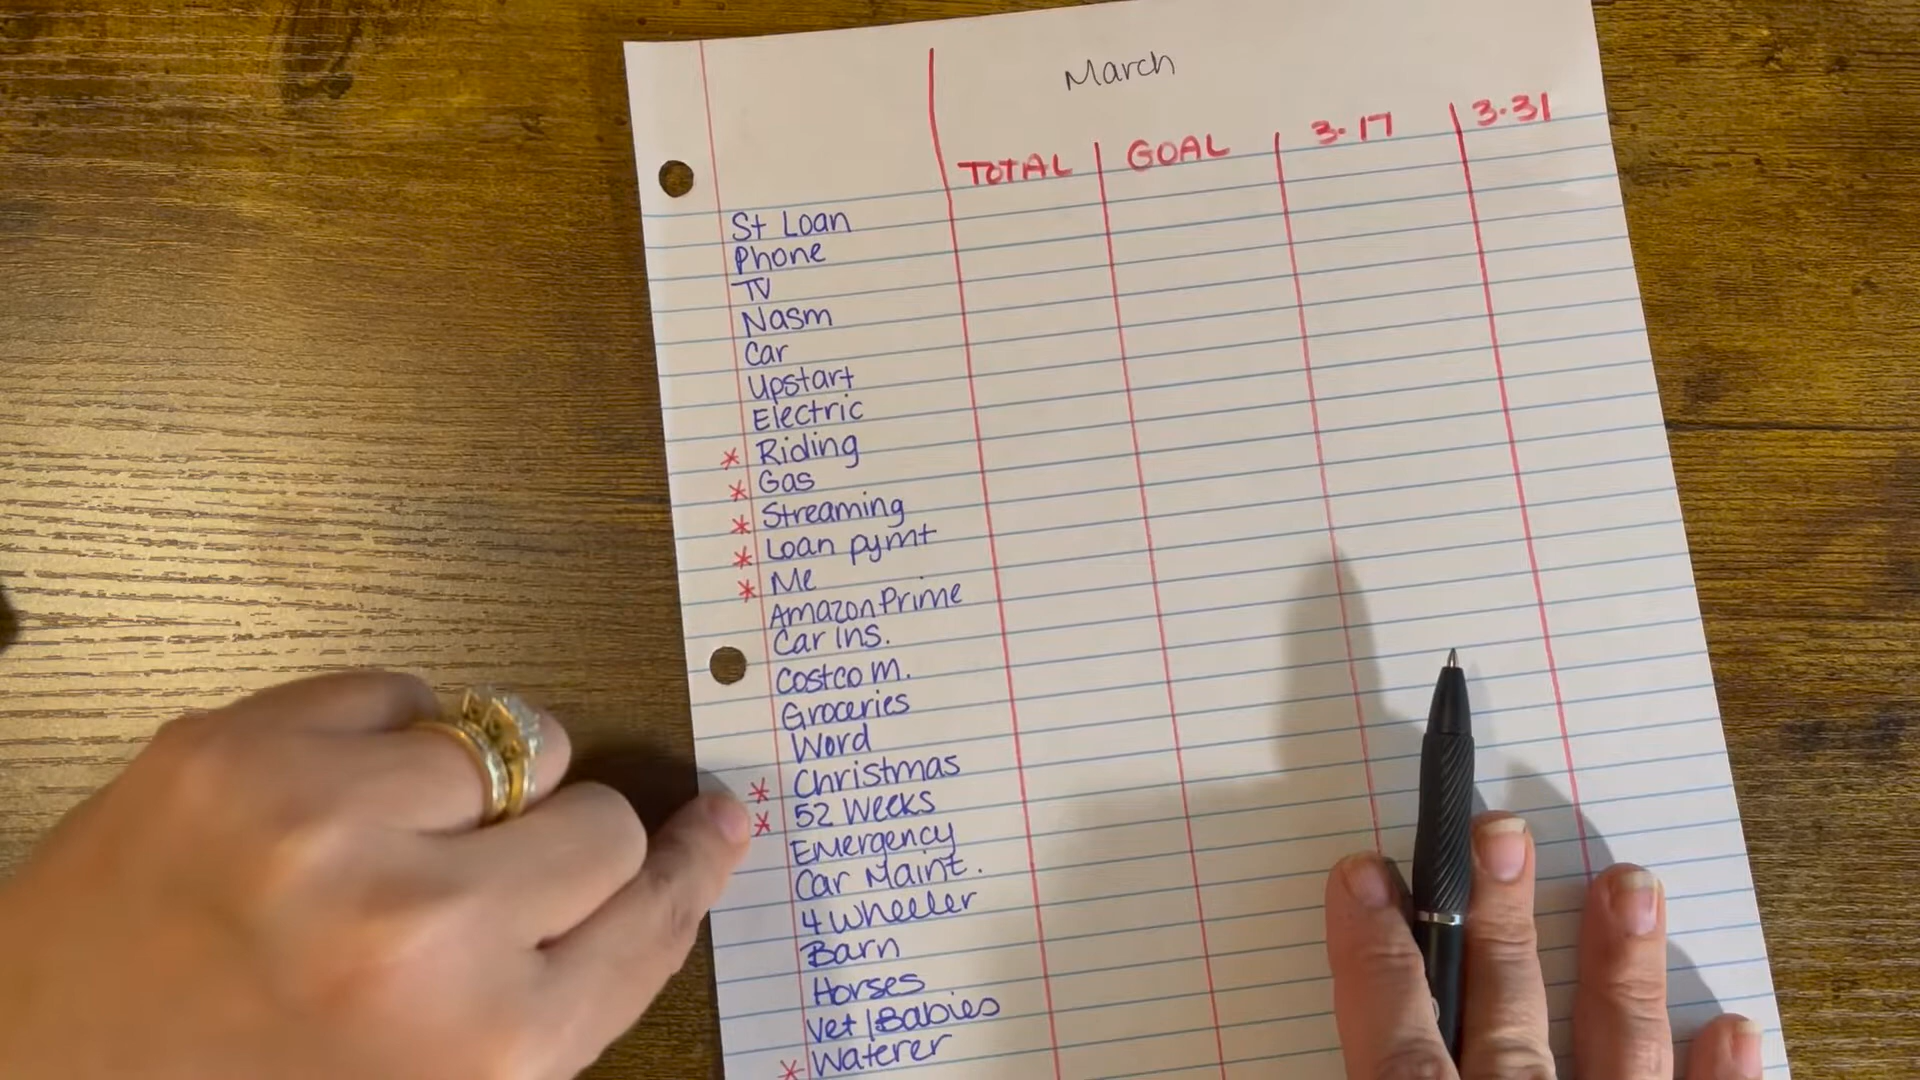 March
TOTAL GOAL 3.17 3.31
St Loan
Phone
TV
Nasm
Car
Upstart
Electric
* Riding
* Gas
* Streaming
* Loan pymt
* Me
Amazon Prime
Car Ins.
Costco M.
Groceries
Word
* Christmas
* 52 Weeks
Emergency
Car Maint.
4 Wheeler
Barn
Horses
Vet/Babies
* Waterer